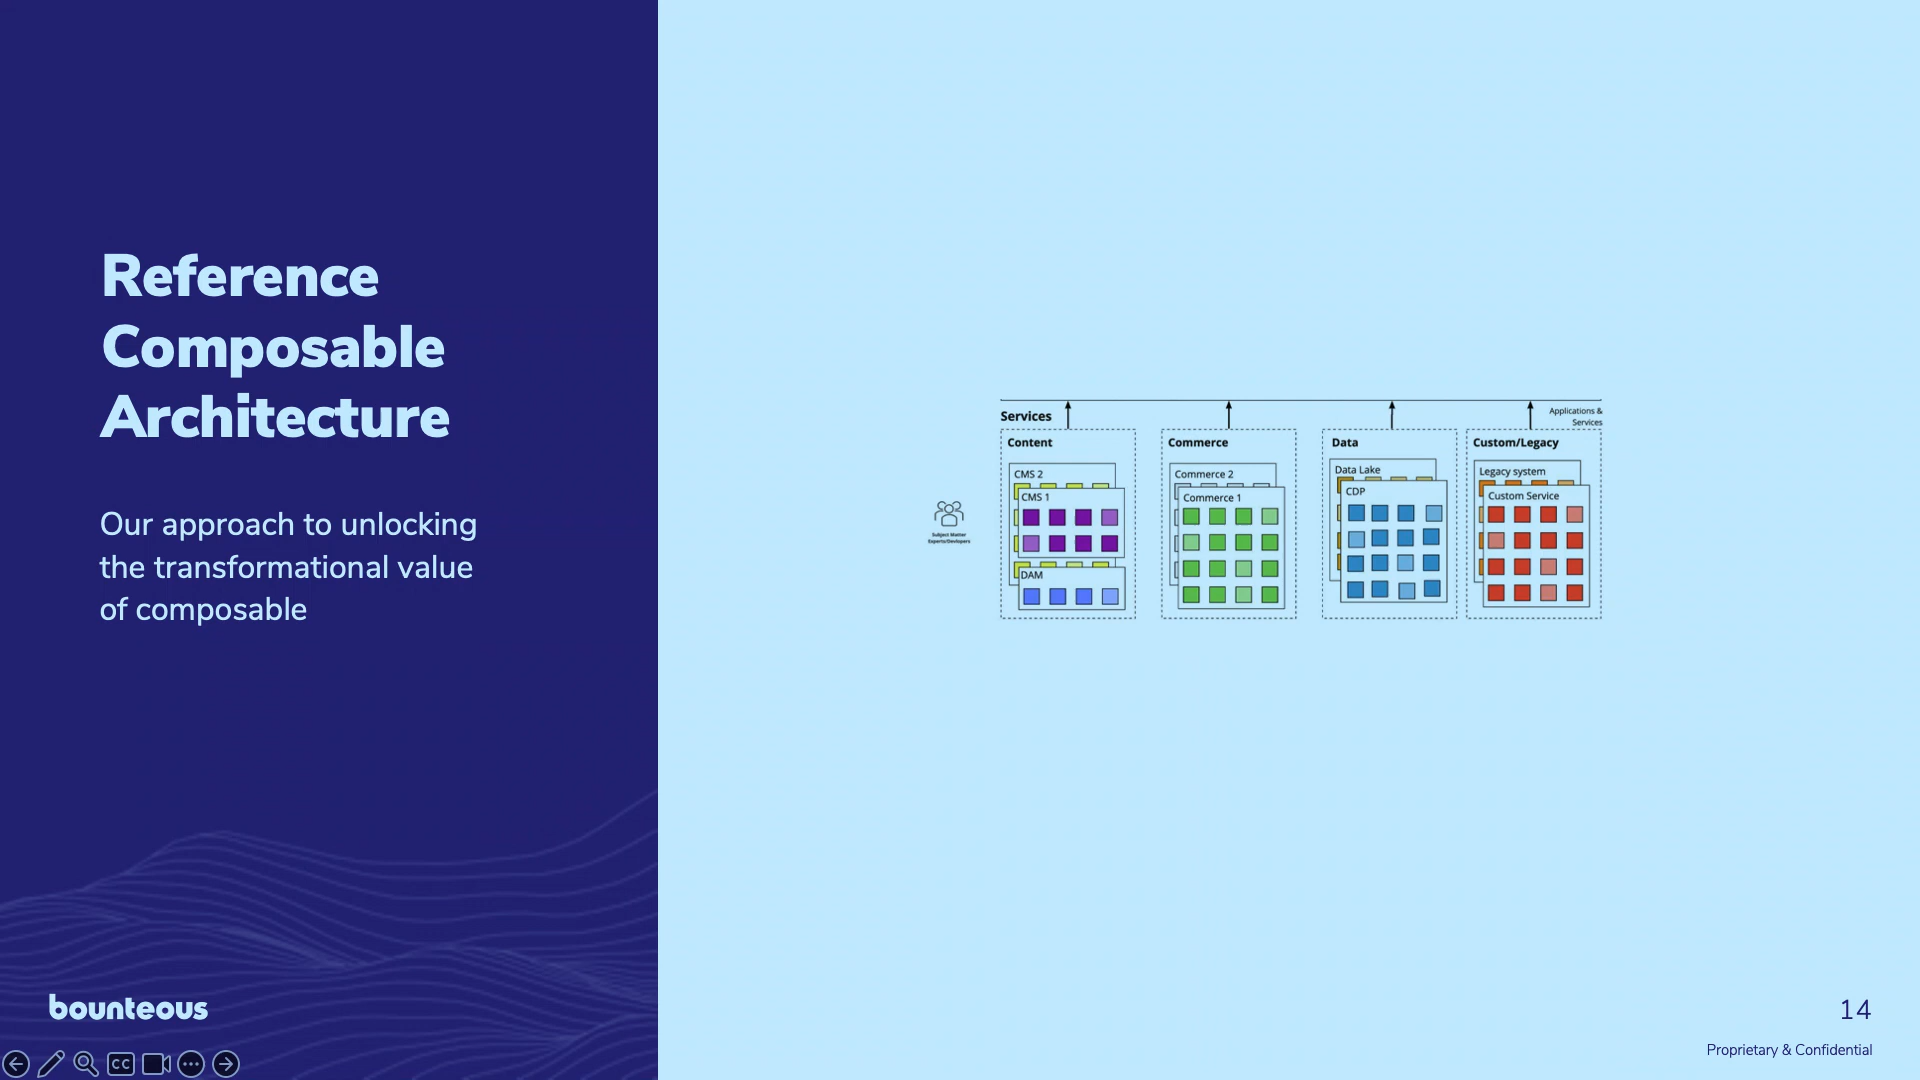 Reference
Composable
Architecture
Our approach to unlocking
the transformational value
of composable
bounteous
CC
Services
Applications &
Services
Content
CMS 2
CMS 1
DAM
Commerce
Commerce 2
Commerce 1
Data
Data Lake
CDP
Custom/Legacy
Legacy system
Custom Service
Subject Matter
Experts/Developers
14
Proprietary & Confidential